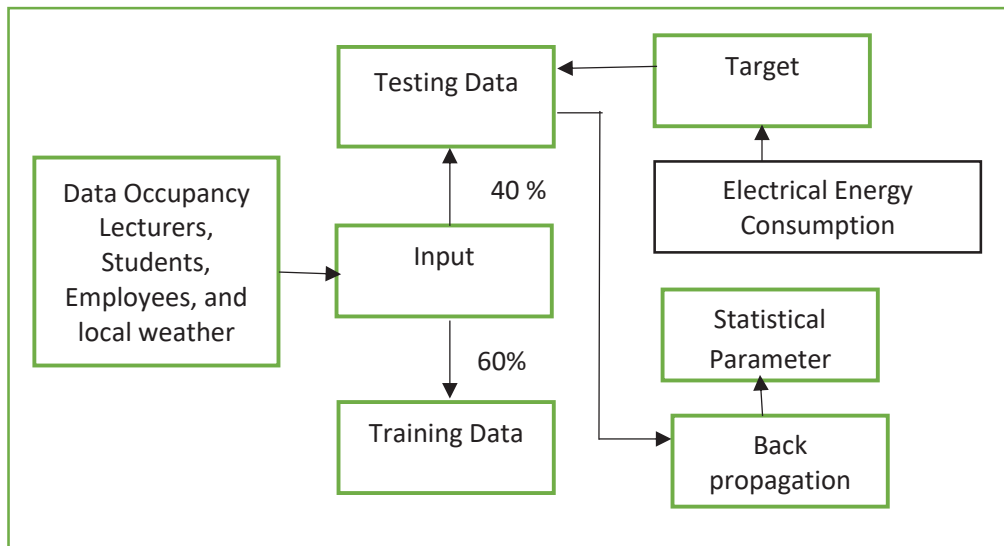 Testing Data
Target
40 %
Electrical Energy
Consumption
Data Occupancy
Lecturers,
Students,
Employees, and
local weather
Input
60%
Statistical
Parameter
Training Data
Back
propagation